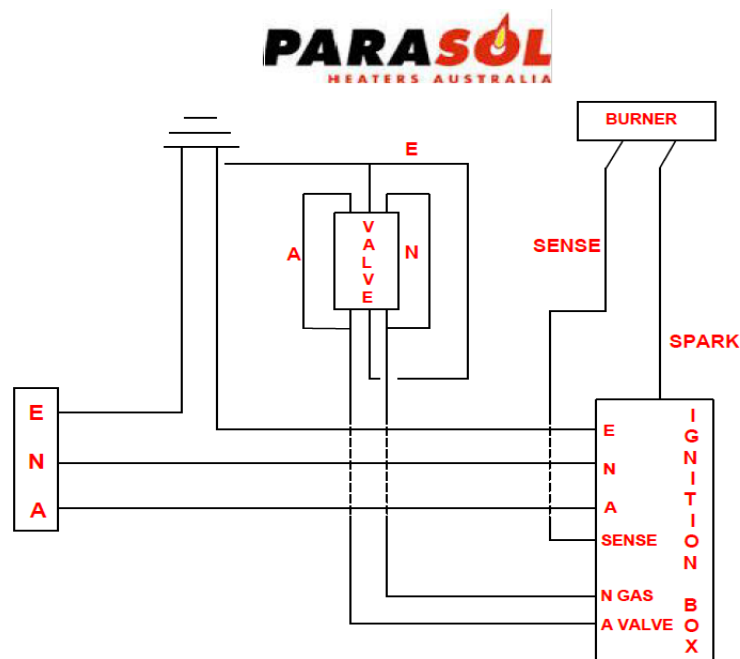 PARASOL
HEATERS AUSTRALIA
BURNER
E
A
VALVE
N
SENSE
SPARK
E
N
A
E
N
A
SENSE
N GAS
A VALVE
IGNITION BOX